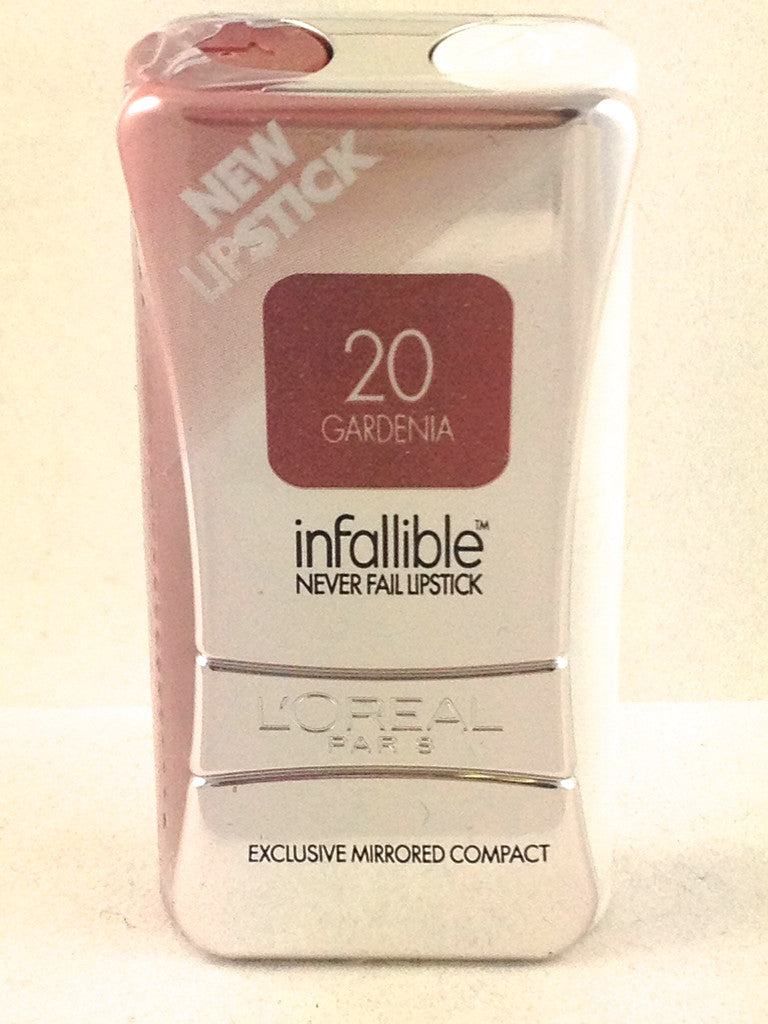 NEW
LIPSTICK
20
GARDENIA
infallible™
NEVER FAIL LIPSTICK
L'ORÉAL
PARIS
EXCLUSIVE MIRRORED COMPACT